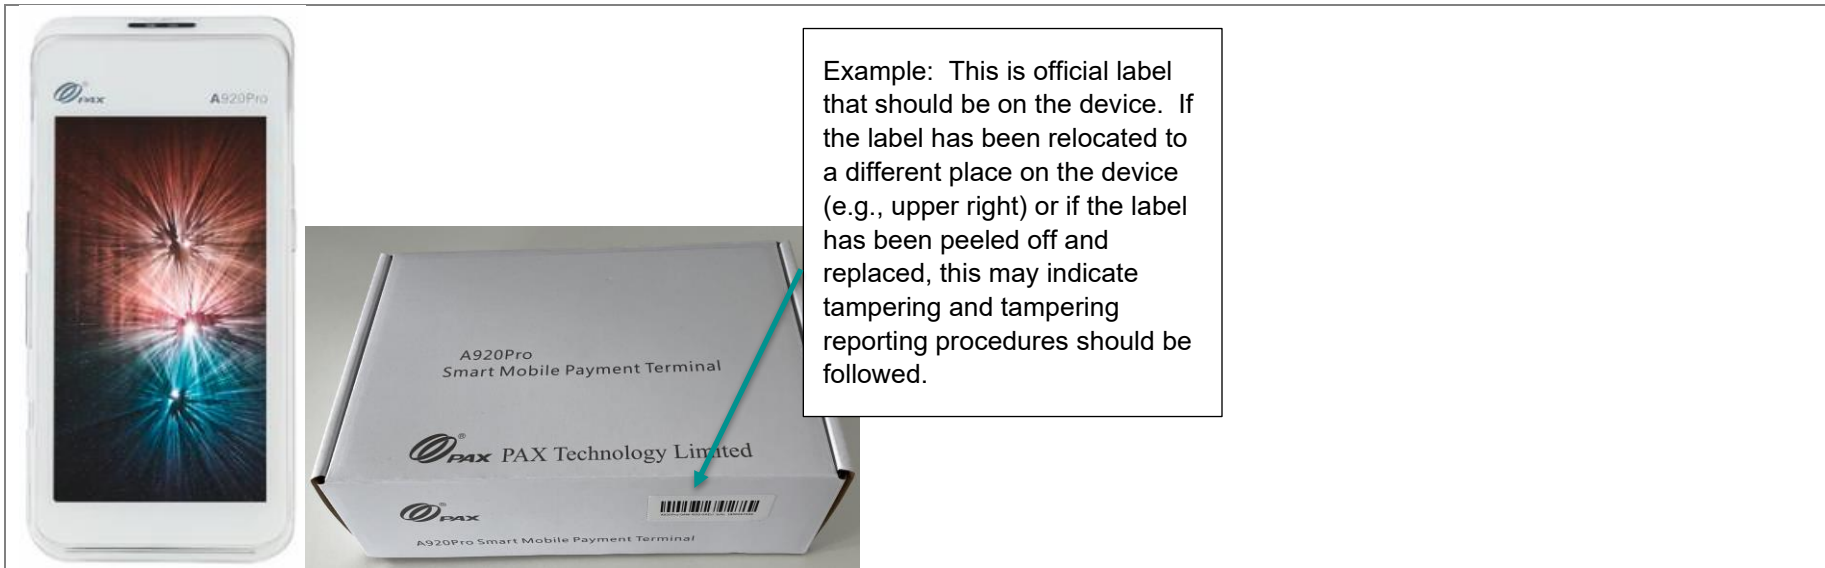 PAX
A920Pro
A920Pro
Smart Mobile Payment Terminal
PAX PAX Technology Limited
PAX
A920Pro Smart Mobile Payment Terminal
Example: This is official label
that should be on the device. If
the label has been relocated to
a different place on the device
(e.g., upper right) or if the label
has been peeled off and
replaced, this may indicate
tampering and tampering
reporting procedures should be
followed.